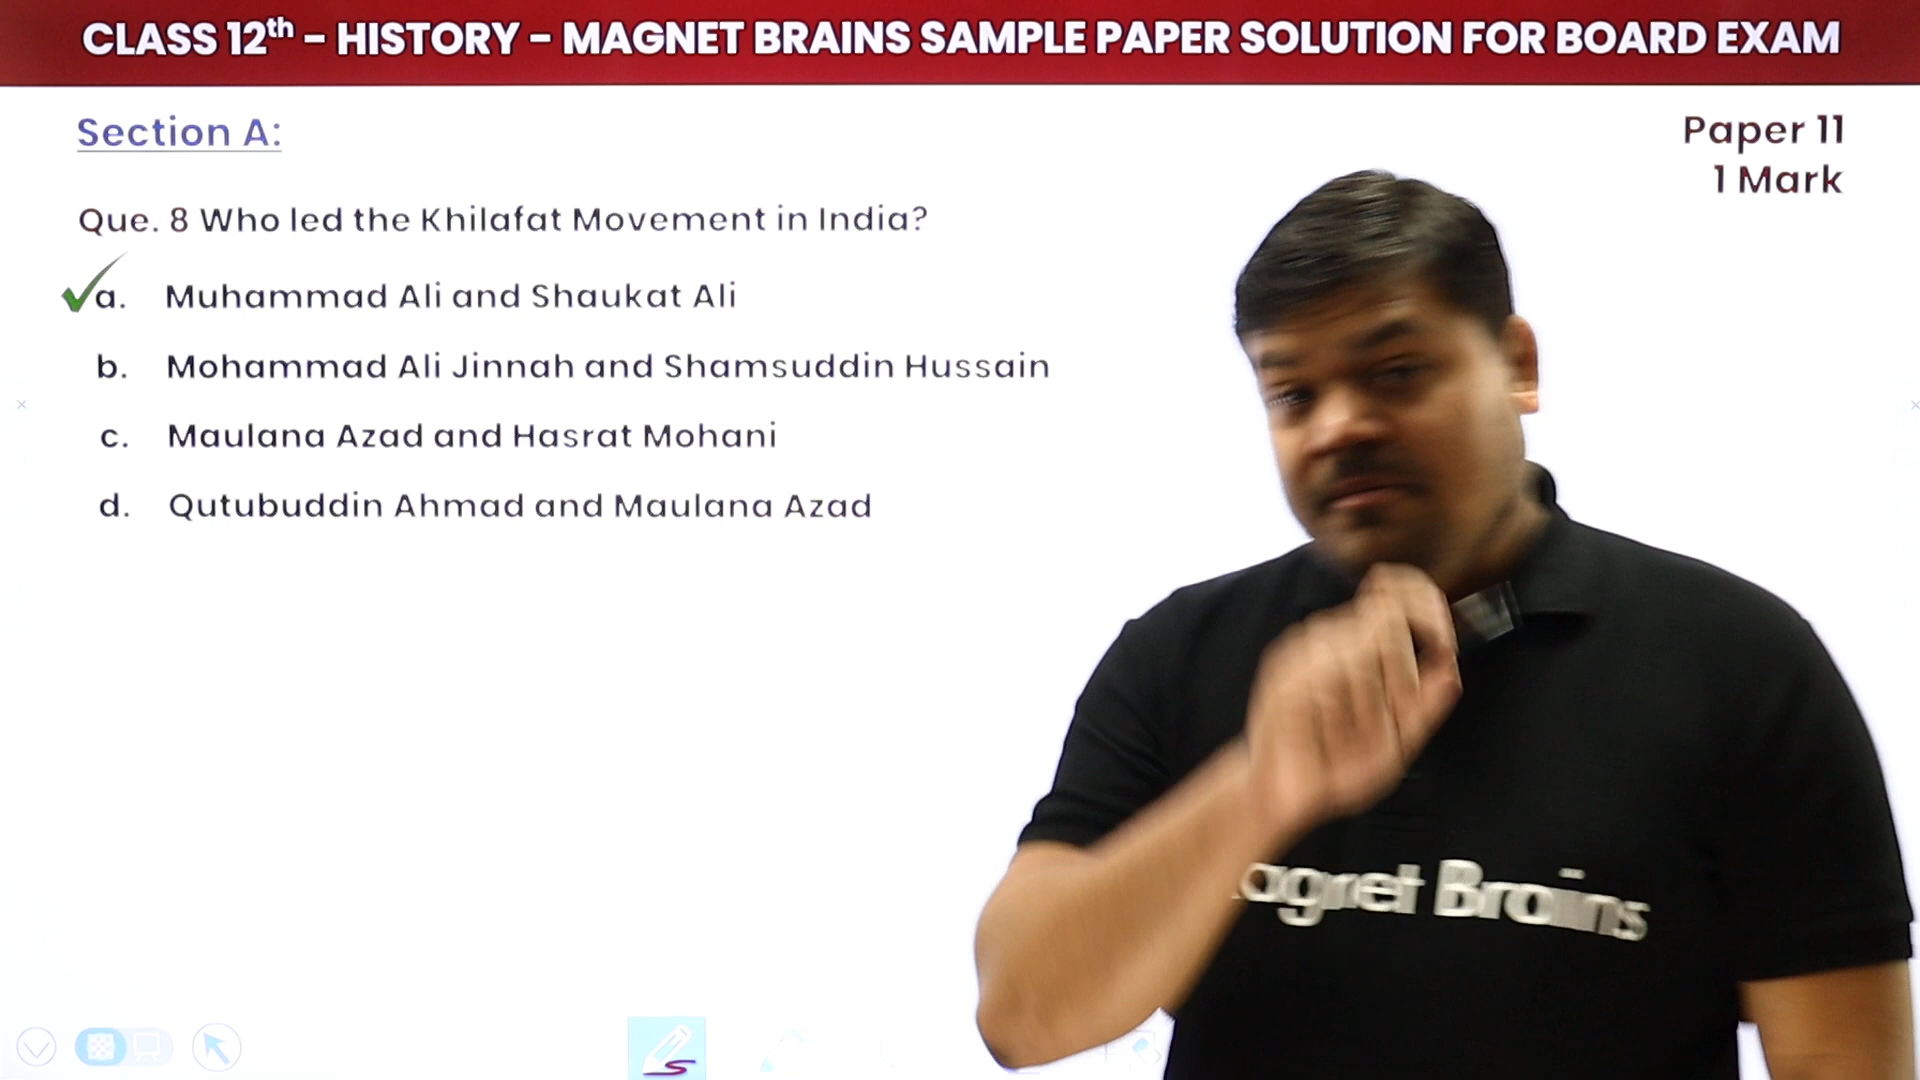 CLASS 12th - HISTORY - MAGNET BRAINS SAMPLE PAPER SOLUTION FOR BOARD EXAM
Section A:
Paper 11
1 Mark
Que. 8 Who led the Khilafat Movement in India?
a. Muhammad Ali and Shaukat Ali
b. Mohammad Ali Jinnah and Shamsuddin Hussain
c. Maulana Azad and Hasrat Mohani
d. Qutubuddin Ahmad and Maulana Azad
agnet Brains